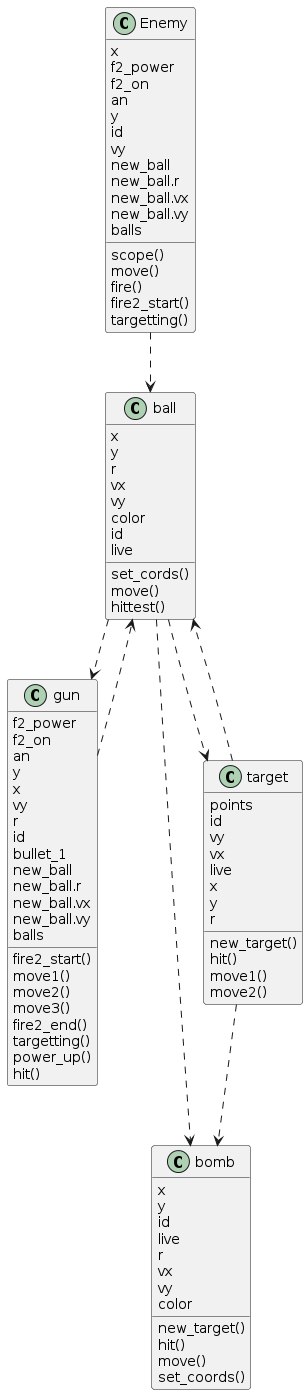 C Enemy
x
f2_power
f2_on
an
y
id
vy
new_ball
new_ball.r
new_ball.vx
new_ball.vy
balls
scope()
move()
fire()
fire2_start()
targetting()
C ball
x
y
r
vx
vy
color
id
live
set_cords()
move()
hittest()
C gun
f2_power
f2_on
an
y
x
vy
r
id
bullet_1
new_ball
new_ball.r
new_ball.vx
new_ball.vy
balls
fire2_start()
move1()
move2()
move3()
fire2_end()
targetting()
power_up()
hit()
C target
points
id
vy
vx
live
x
y
r
new_target()
hit()
move1()
move2()
C bomb
x
y
id
live
r
vx
vy
color
new_target()
hit()
move()
set_coords()